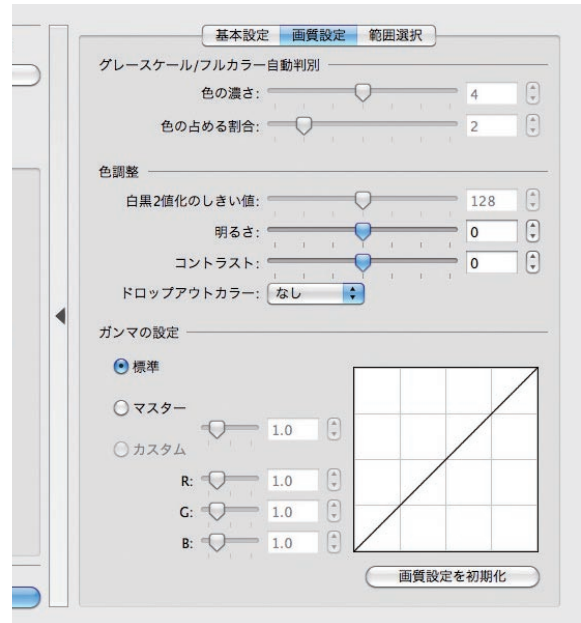 基本設定 画質設定 範囲選択
グレースケール/フルカラー自動判別
色の濃さ: 4
色の占める割合: 2
色調整
白黒2値化のしきい値: 128
明るさ: 0
コントラスト: 0
ドロップアウトカラー: なし
ガンマの設定
標準
マスター
1.0
カスタム
R: 1.0
G: 1.0
B: 1.0
画質設定を初期化